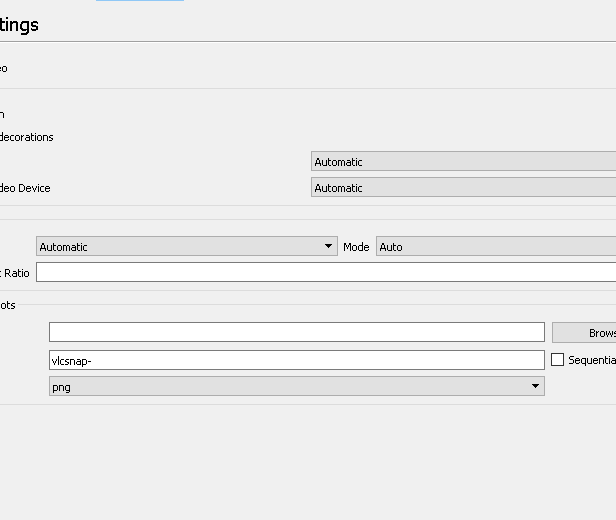 tings
eo
n
decorations
Automatic
deo Device Automatic
Automatic Mode Auto
t Ratio
ots
Brows
vlcsnap- Sequentia
png